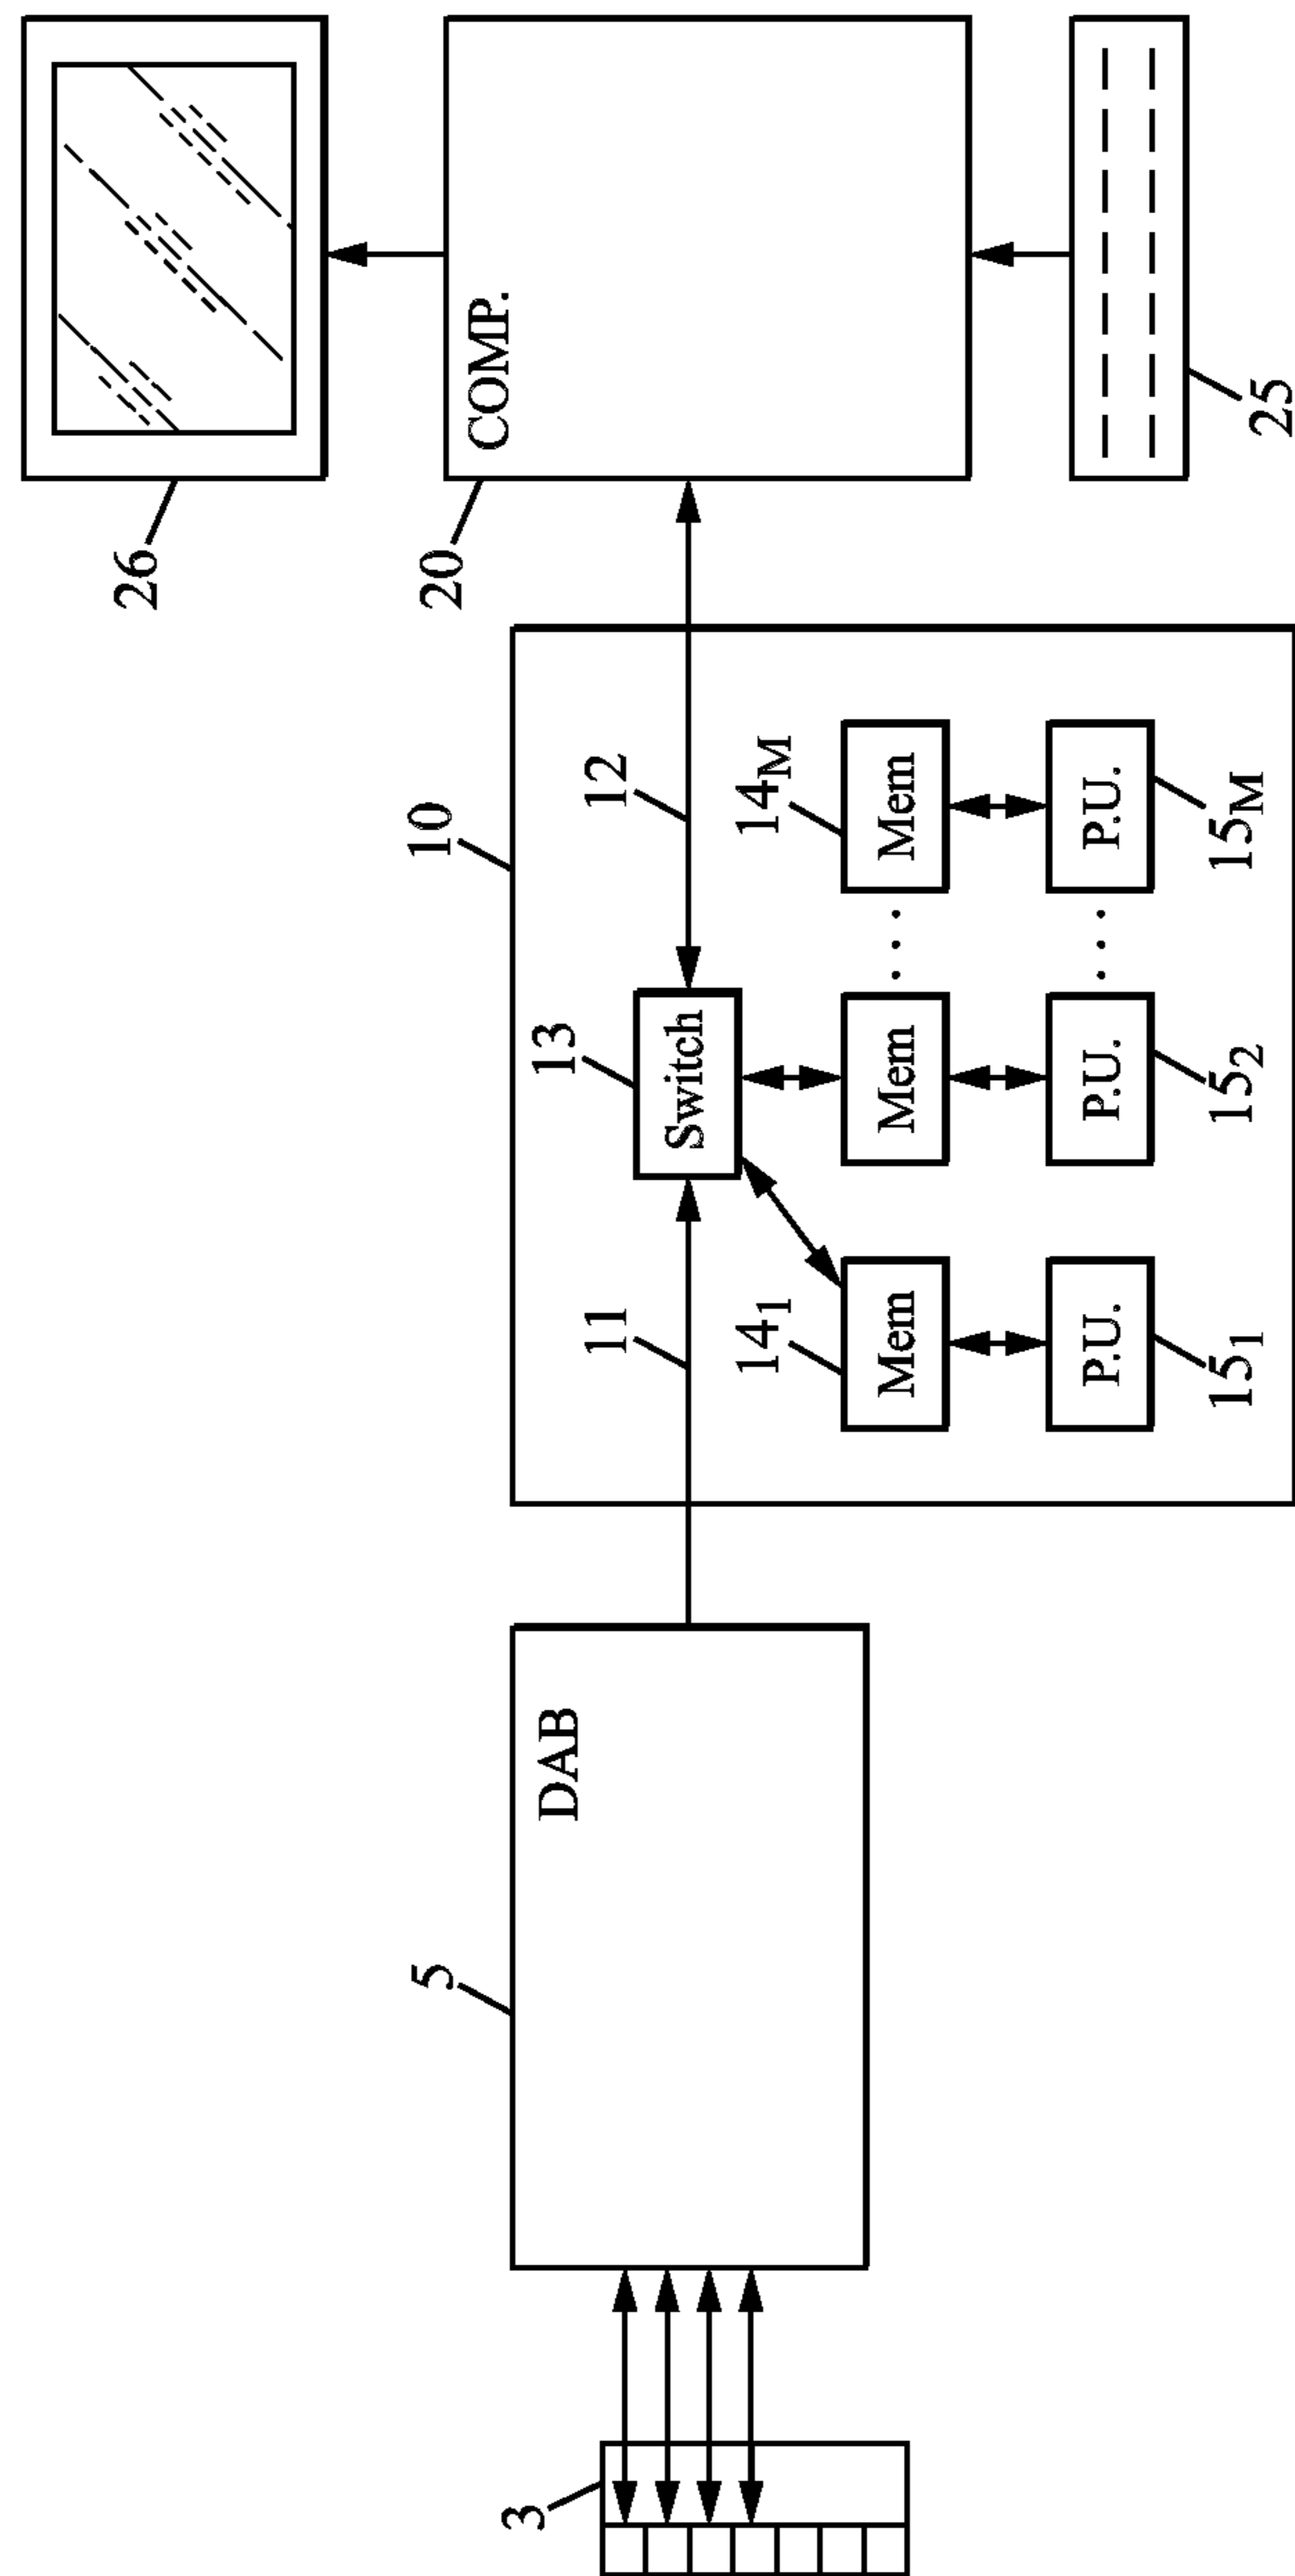 26
20
COMP.
25
10
12
13
Switch
11
14M
Mem
P.U.
15M
Mem
P.U.
152
141
Mem
P.U.
151
. . .
. . .
5
DAB
3